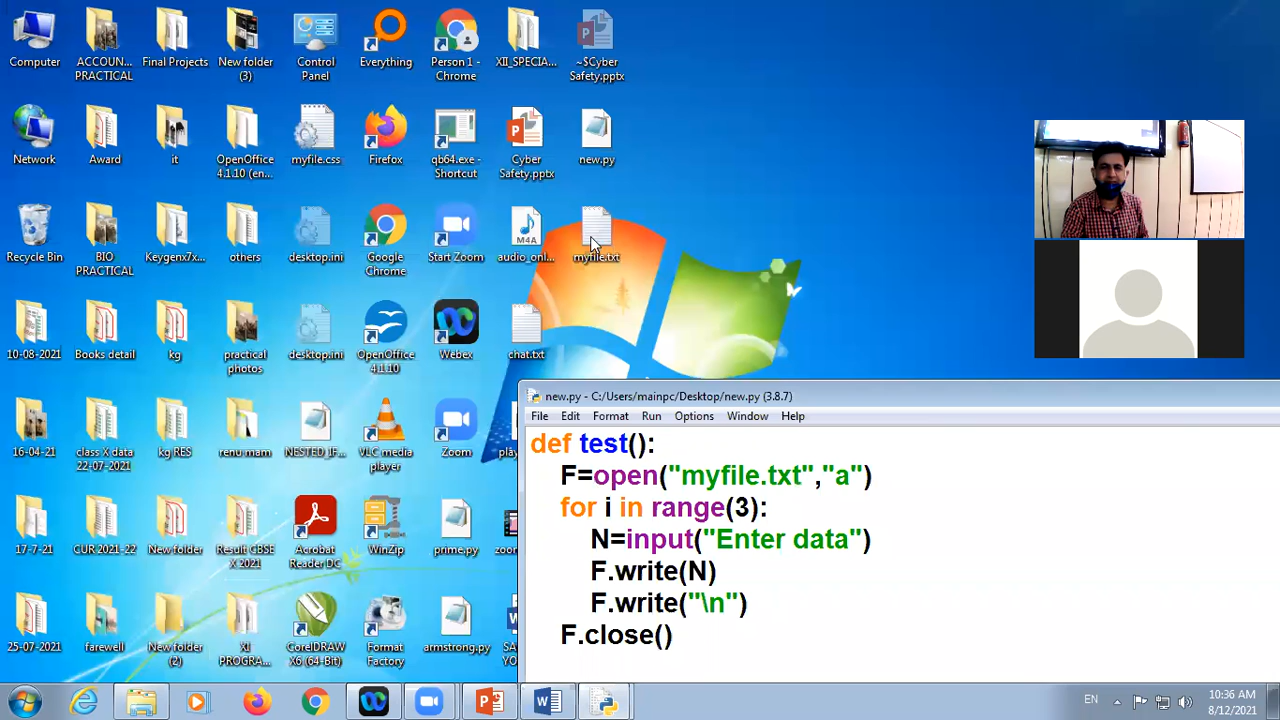 Computer
ACCOUN...
PRACTICAL
Final Projects
New folder
(3)
Control
Panel
Everything
Person 1 -
Chrome
XII_SPECIA...
~$Cyber
Safety.pptx
Network
Award
it
OpenOffice
4.1.10 (en...
myfile.css
Firefox
qb64.exe -
Shortcut
Cyber
Safety.pptx
new.py
Recycle Bin
BIO
PRACTICAL
Keygenx7x...
others
desktop.ini
Google
Chrome
Start Zoom
M4A
audio_onl...
myfile.txt
10-08-2021
Books detail
kg
practical
photos
desktop.ini
OpenOffice
4.1.10
Webex
chat.txt
16-04-21
class X data
22-07-2021
kg RES
renu mam
NESTED_IF...
VLC media
player
Zoom
17-7-21
CUR 2021-22
New folder
Result CBSE
X 2021
Acrobat
Reader DC
WinZip
prime.py
25-07-2021
farewell
New folder
(2)
XI
PROGRA...
CorelDRAW
X6 (64-Bit)
Format
Factory
armstrong.py
new.py - C:/Users/mainpc/Desktop/new.py (3.8.7)
File Edit Format Run Options Window Help
def test():
F=open("myfile.txt","a")
for i in range(3):
N=input("Enter data")
F.write(N)
F.write("\n")
F.close()
EN
10:36 AM
8/12/2021